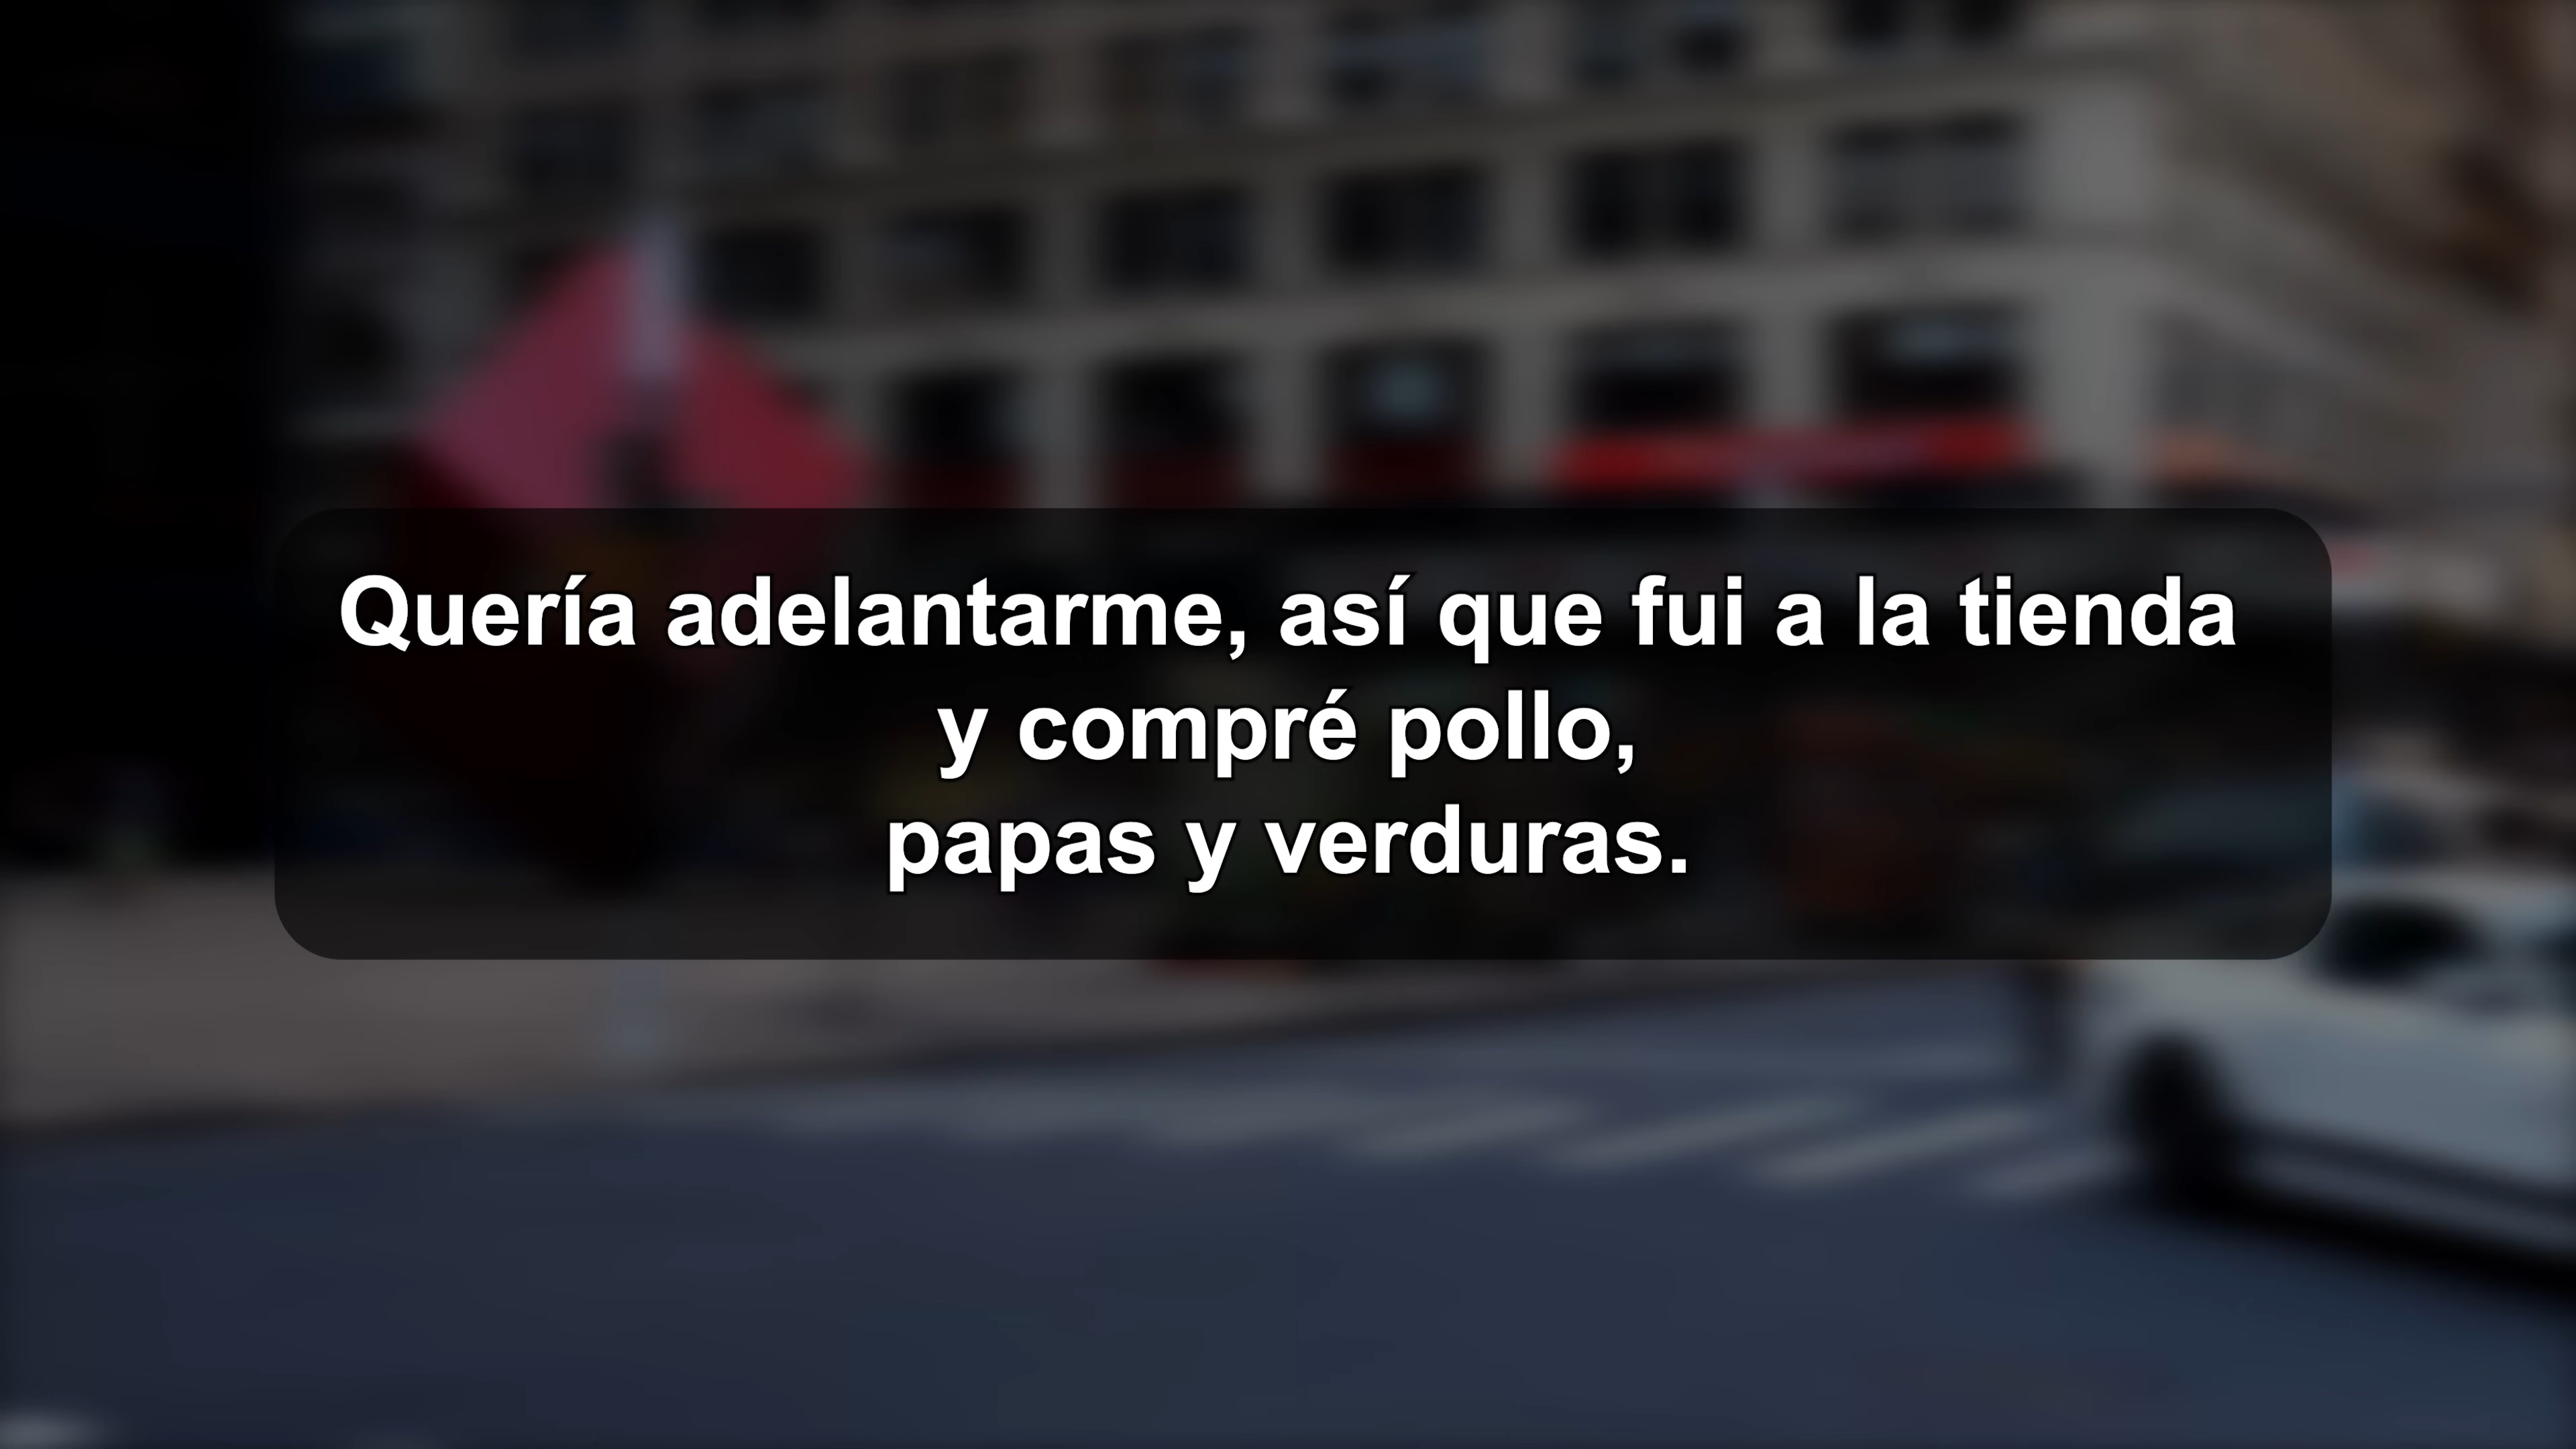 Quería adelantarme, así que fui a la tienda
y compré pollo,
papas y verduras.